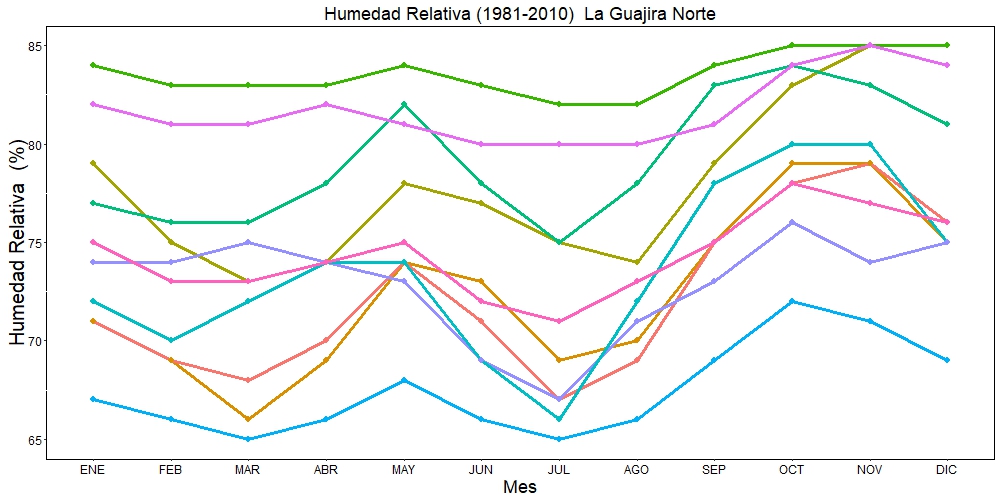 Humedad Relativa (1981-2010)  La Guajira Norte
Humedad Relativa  (%)
85
80
75
70
65
ENE FEB MAR ABR MAY JUN JUL AGO SEP OCT NOV DIC
Mes